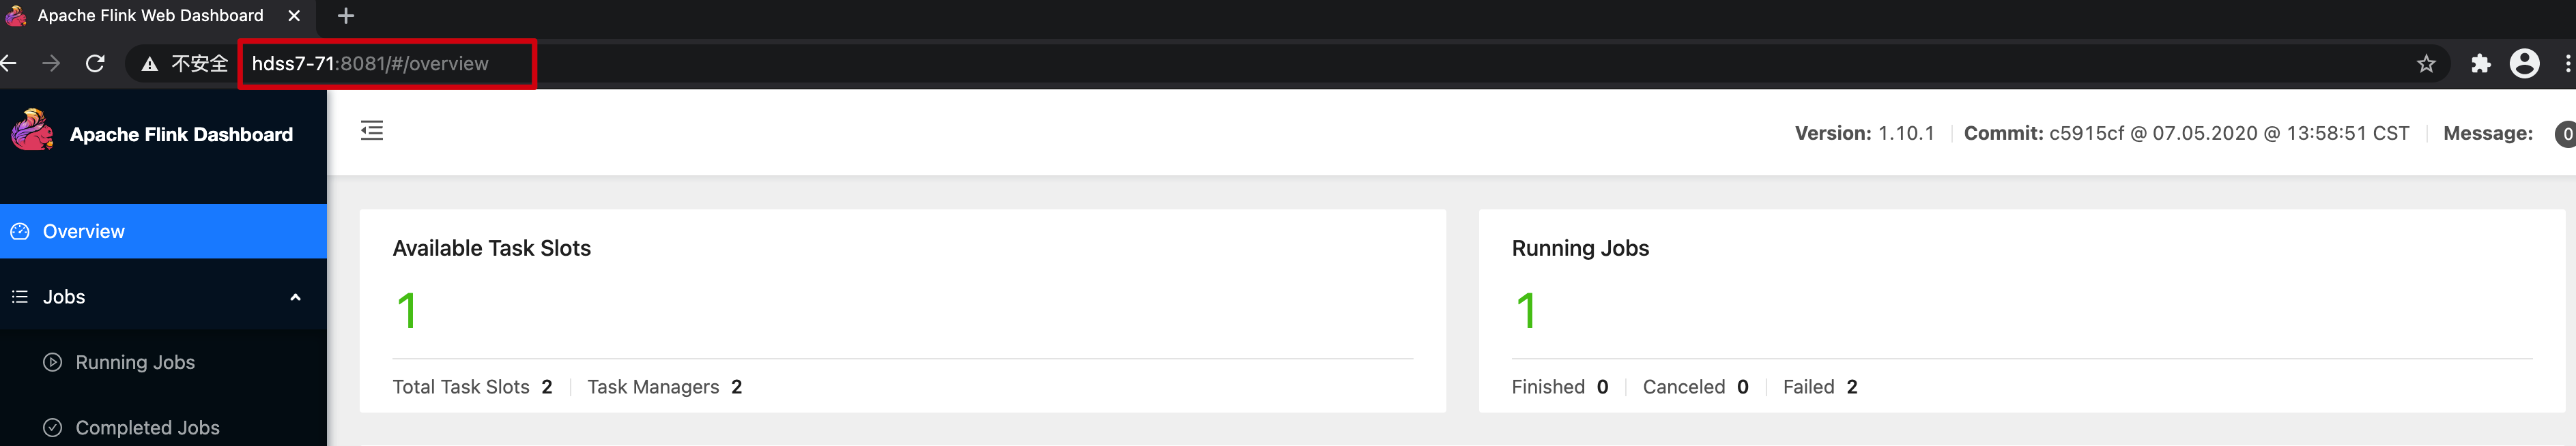 Apache Flink Web Dashboard
不安全 hdss7-71:8081/#/overview
Apache Flink Dashboard
Version: 1.10.1 Commit: c5915cf @ 07.05.2020 @ 13:58:51 CST Message: 0
Overview
Jobs
Running Jobs
Completed Jobs
Available Task Slots
1
Total Task Slots 2 Task Managers 2
Running Jobs
1
Finished 0 Canceled 0 Failed 2